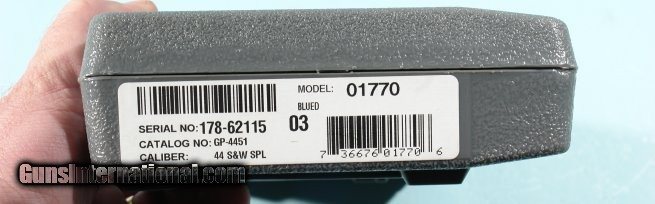 MODEL: 01770
BLUED
SERIAL NO: 178-62115 03
CATALOG NO: GP-4451
CALIBER: 44 S&W SPL
7 36676 01770 6
GunsInternational.com